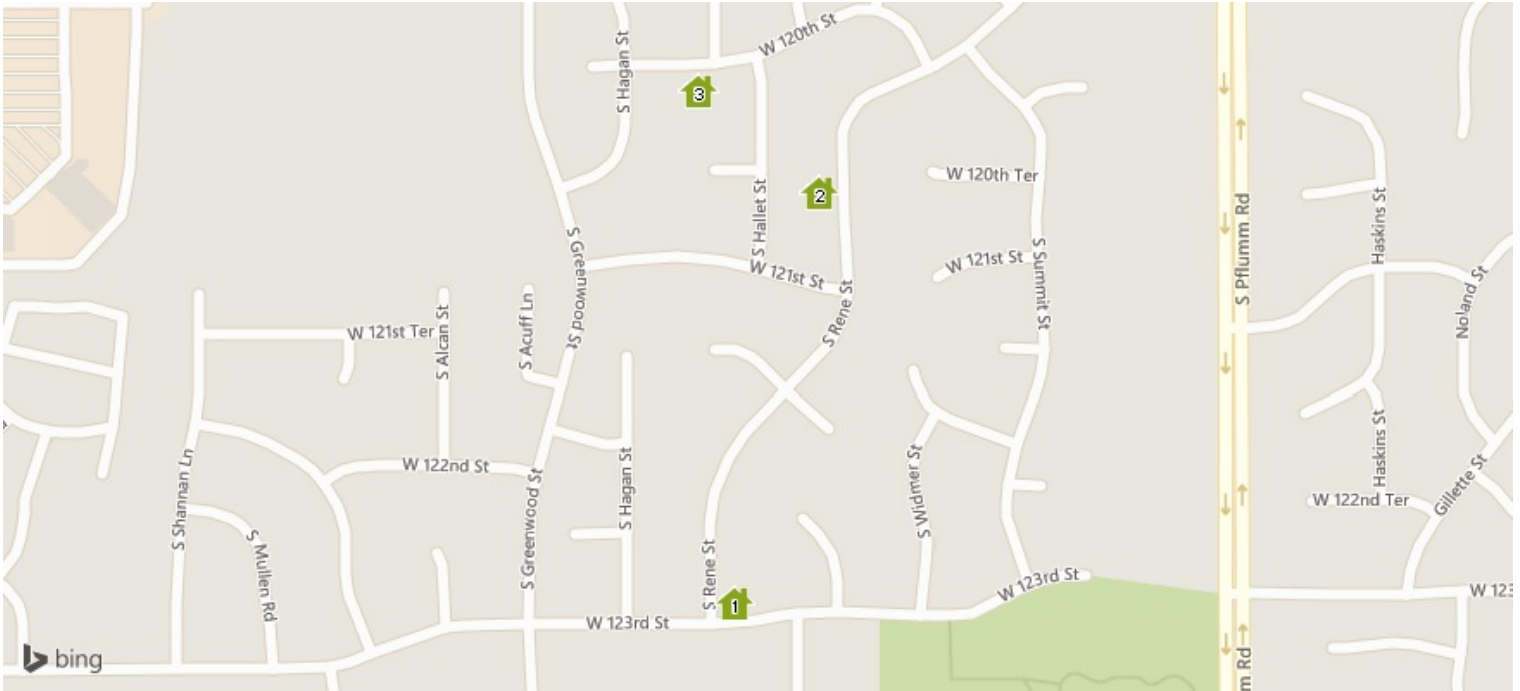 W 120th St
S Hagan St
3
W 120th Ter
2
S Hallet St
Haskins St
S Pflumm Rd
S Greenwood St
W 121st St
W 121st St
S Summit St
S Rene St
Noland St
W 121st Ter
S Alcan St
S Acuff Ln
W 122nd St
S Hagan St
S Widmer St
Haskins St
Gillette St
W 122nd Ter
S Shannan Ln
S Mullen Rd
S Greenwood St
S Rene St
1
W 123rd St
W 123rd St
W 123
m Rd
bing